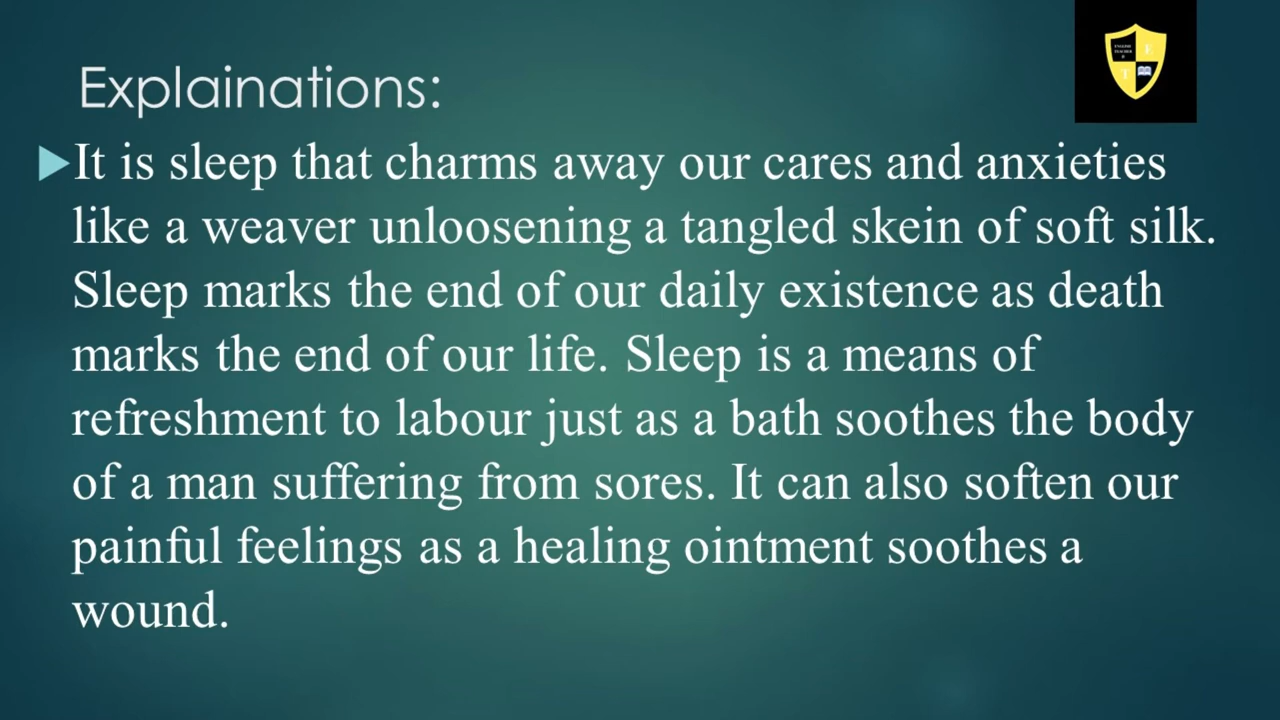 Explainations:
It is sleep that charms away our cares and anxieties
like a weaver unloosening a tangled skein of soft silk.
Sleep marks the end of our daily existence as death
marks the end of our life. Sleep is a means of
refreshment to labour just as a bath soothes the body
of a man suffering from sores. It can also soften our
painful feelings as a healing ointment soothes a
wound.
E
T